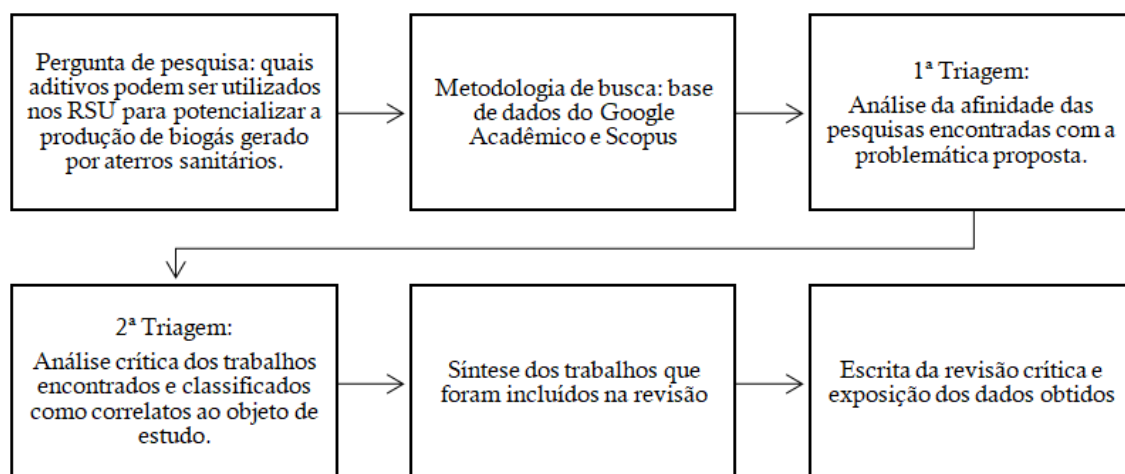 Pergunta de pesquisa: quais
aditivos podem ser utilizados
nos RSU para potencializar a
produção de biogás gerado
por aterros sanitários.
Metodologia de busca: base
de dados do Google
Acadêmico e Scopus
1ª Triagem:
Análise da afinidade das
pesquisas encontradas com a
problemática proposta.
2ª Triagem:
Análise crítica dos trabalhos
encontrados e classificados
como correlatos ao objeto de
estudo.
Síntese dos trabalhos que
foram incluídos na revisão
Escrita da revisão crítica e
exposição dos dados obtidos